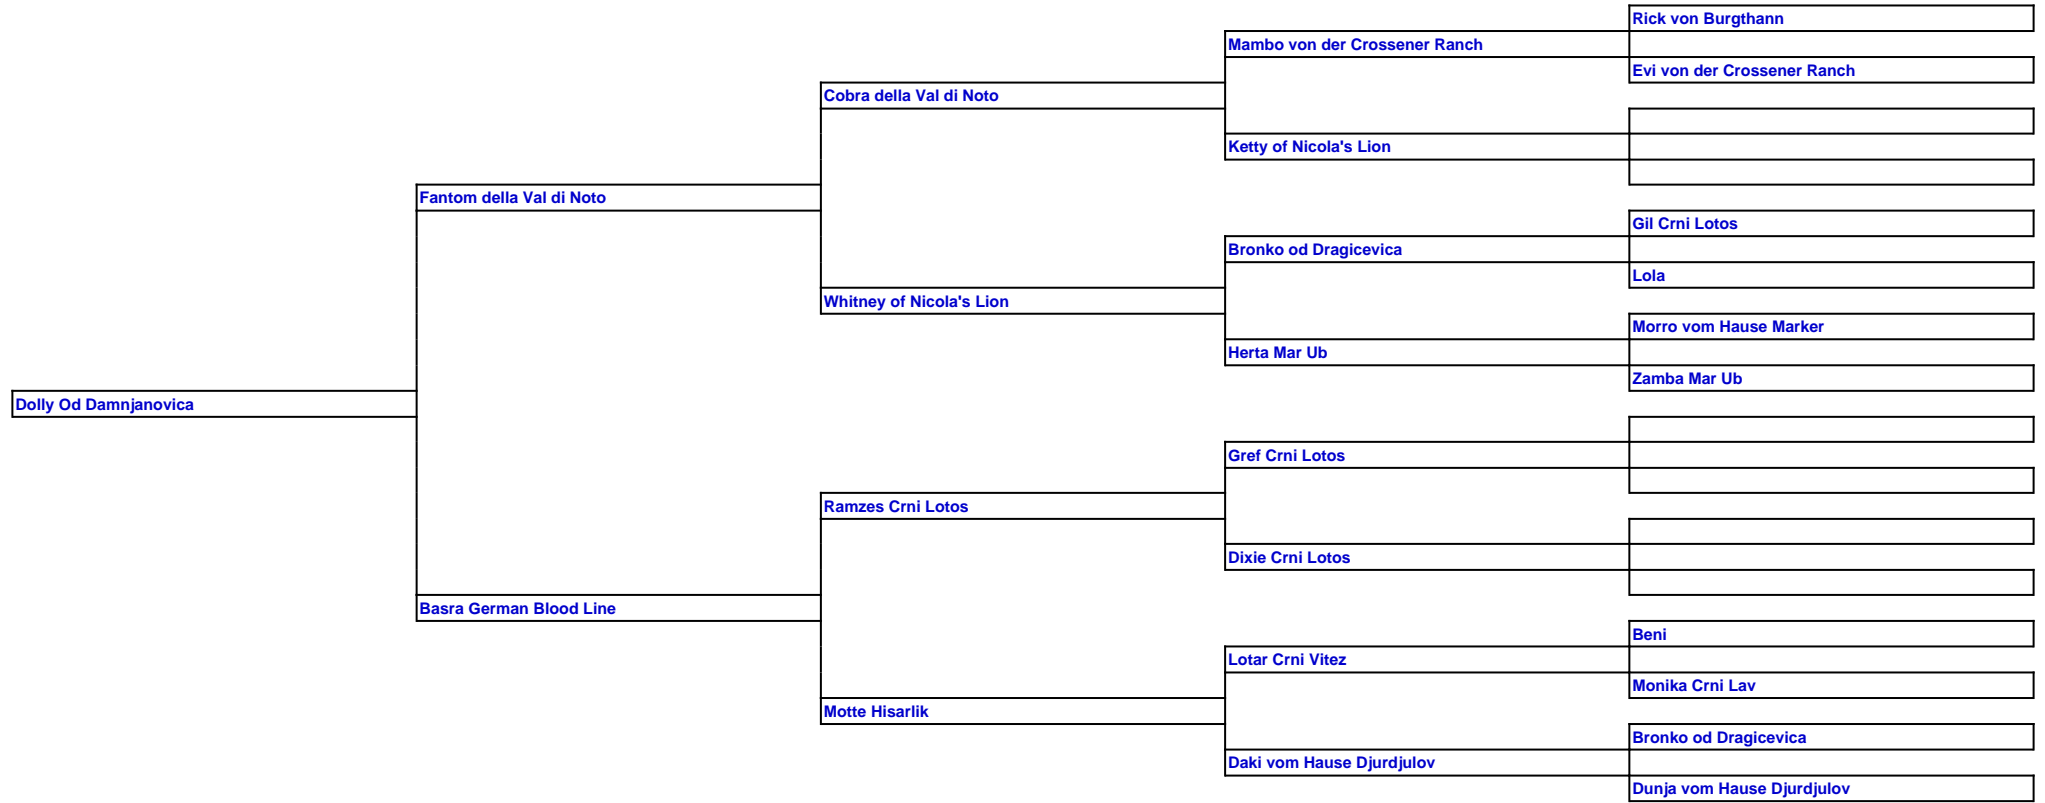 Rick von Burgthann
Mambo von der Crossener Ranch
Evi von der Crossener Ranch
Cobra della Val di Noto
Ketty of Nicola's Lion
Fantom della Val di Noto
Gil Crni Lotos
Bronko od Dragicevica
Lola
Whitney of Nicola's Lion
Morro vom Hause Marker
Herta Mar Ub
Zamba Mar Ub
Dolly Od Damnjanovica
Gref Crni Lotos
Ramzes Crni Lotos
Dixie Crni Lotos
Basra German Blood Line
Beni
Lotar Crni Vitez
Monika Crni Lav
Motte Hisarlik
Bronko od Dragicevica
Daki vom Hause Djurdjulov
Dunja vom Hause Djurdjulov